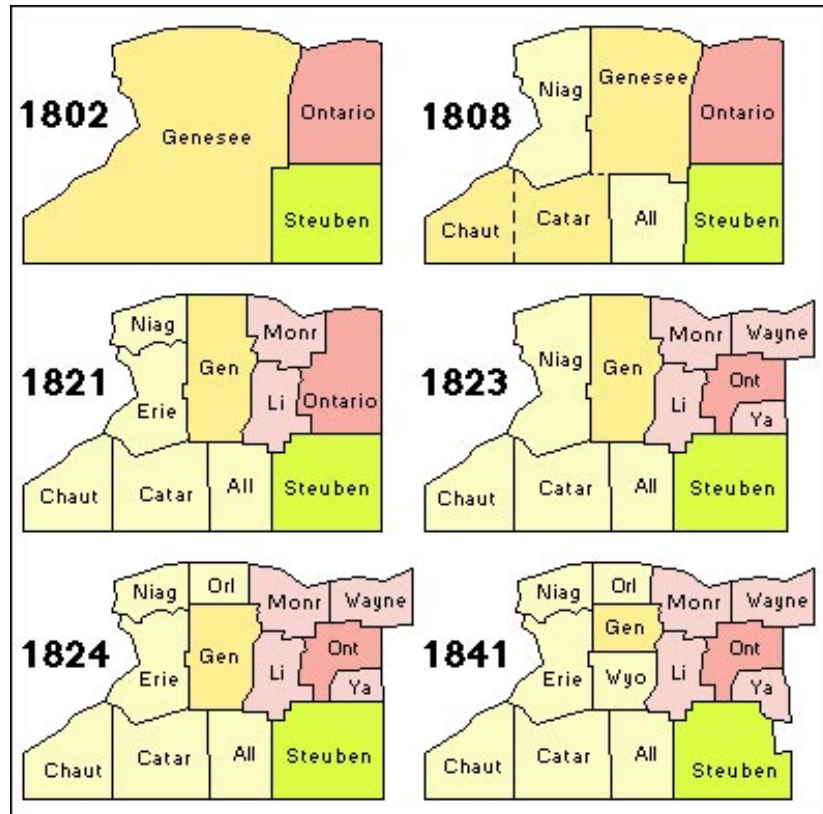 1802
Genesee
Ontario
Steuben
1808
Niag
Genesee
Ontario
Chaut
Catar
All
Steuben
1821
Niag
Monr
Gen
Erie
Li
Ontario
Chaut
Catar
All
Steuben
1823
Niag
Gen
Monr
Wayne
Ont
Li
Ya
Chaut
Catar
All
Steuben
1824
Niag
Orl
Monr
Wayne
Gen
Ont
Erie
Li
Ya
Chaut
Catar
All
Steuben
1841
Niag
Orl
Monr
Wayne
Gen
Ont
Erie
Wyo
Li
Ya
Chaut
Catar
All
Steuben